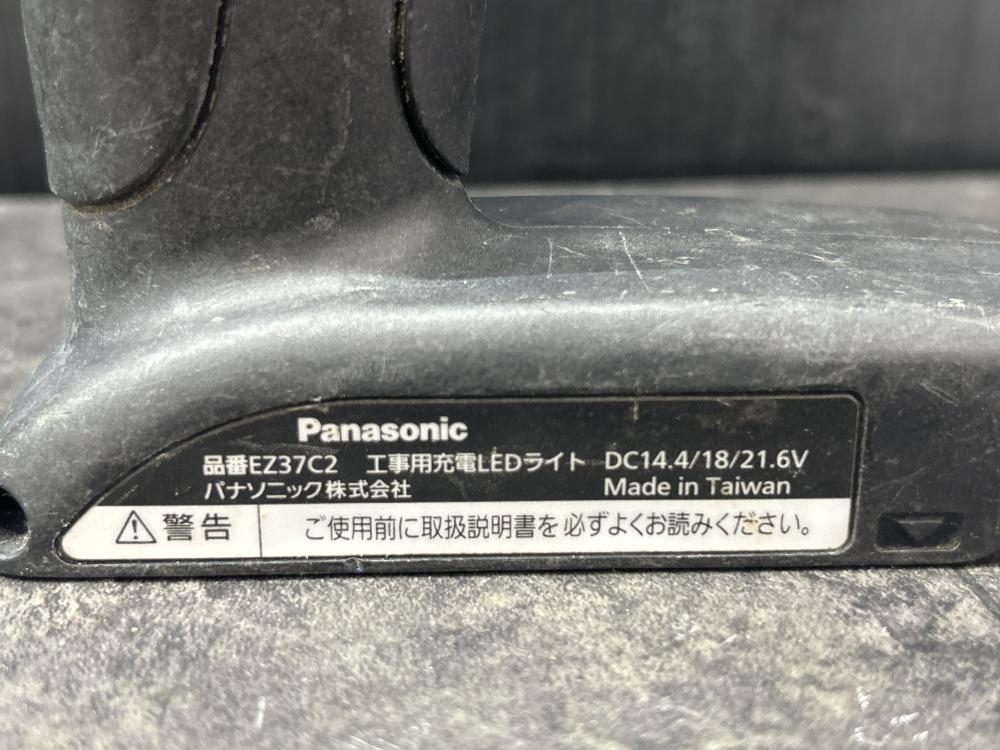 Panasonic
品番EZ37C2 工事用充電LEDライト DC14.4/18/21.6V
パナソニック株式会社 Made in Taiwan
⚠警告 ご使用前に取扱説明書を必ずよくお読みください。